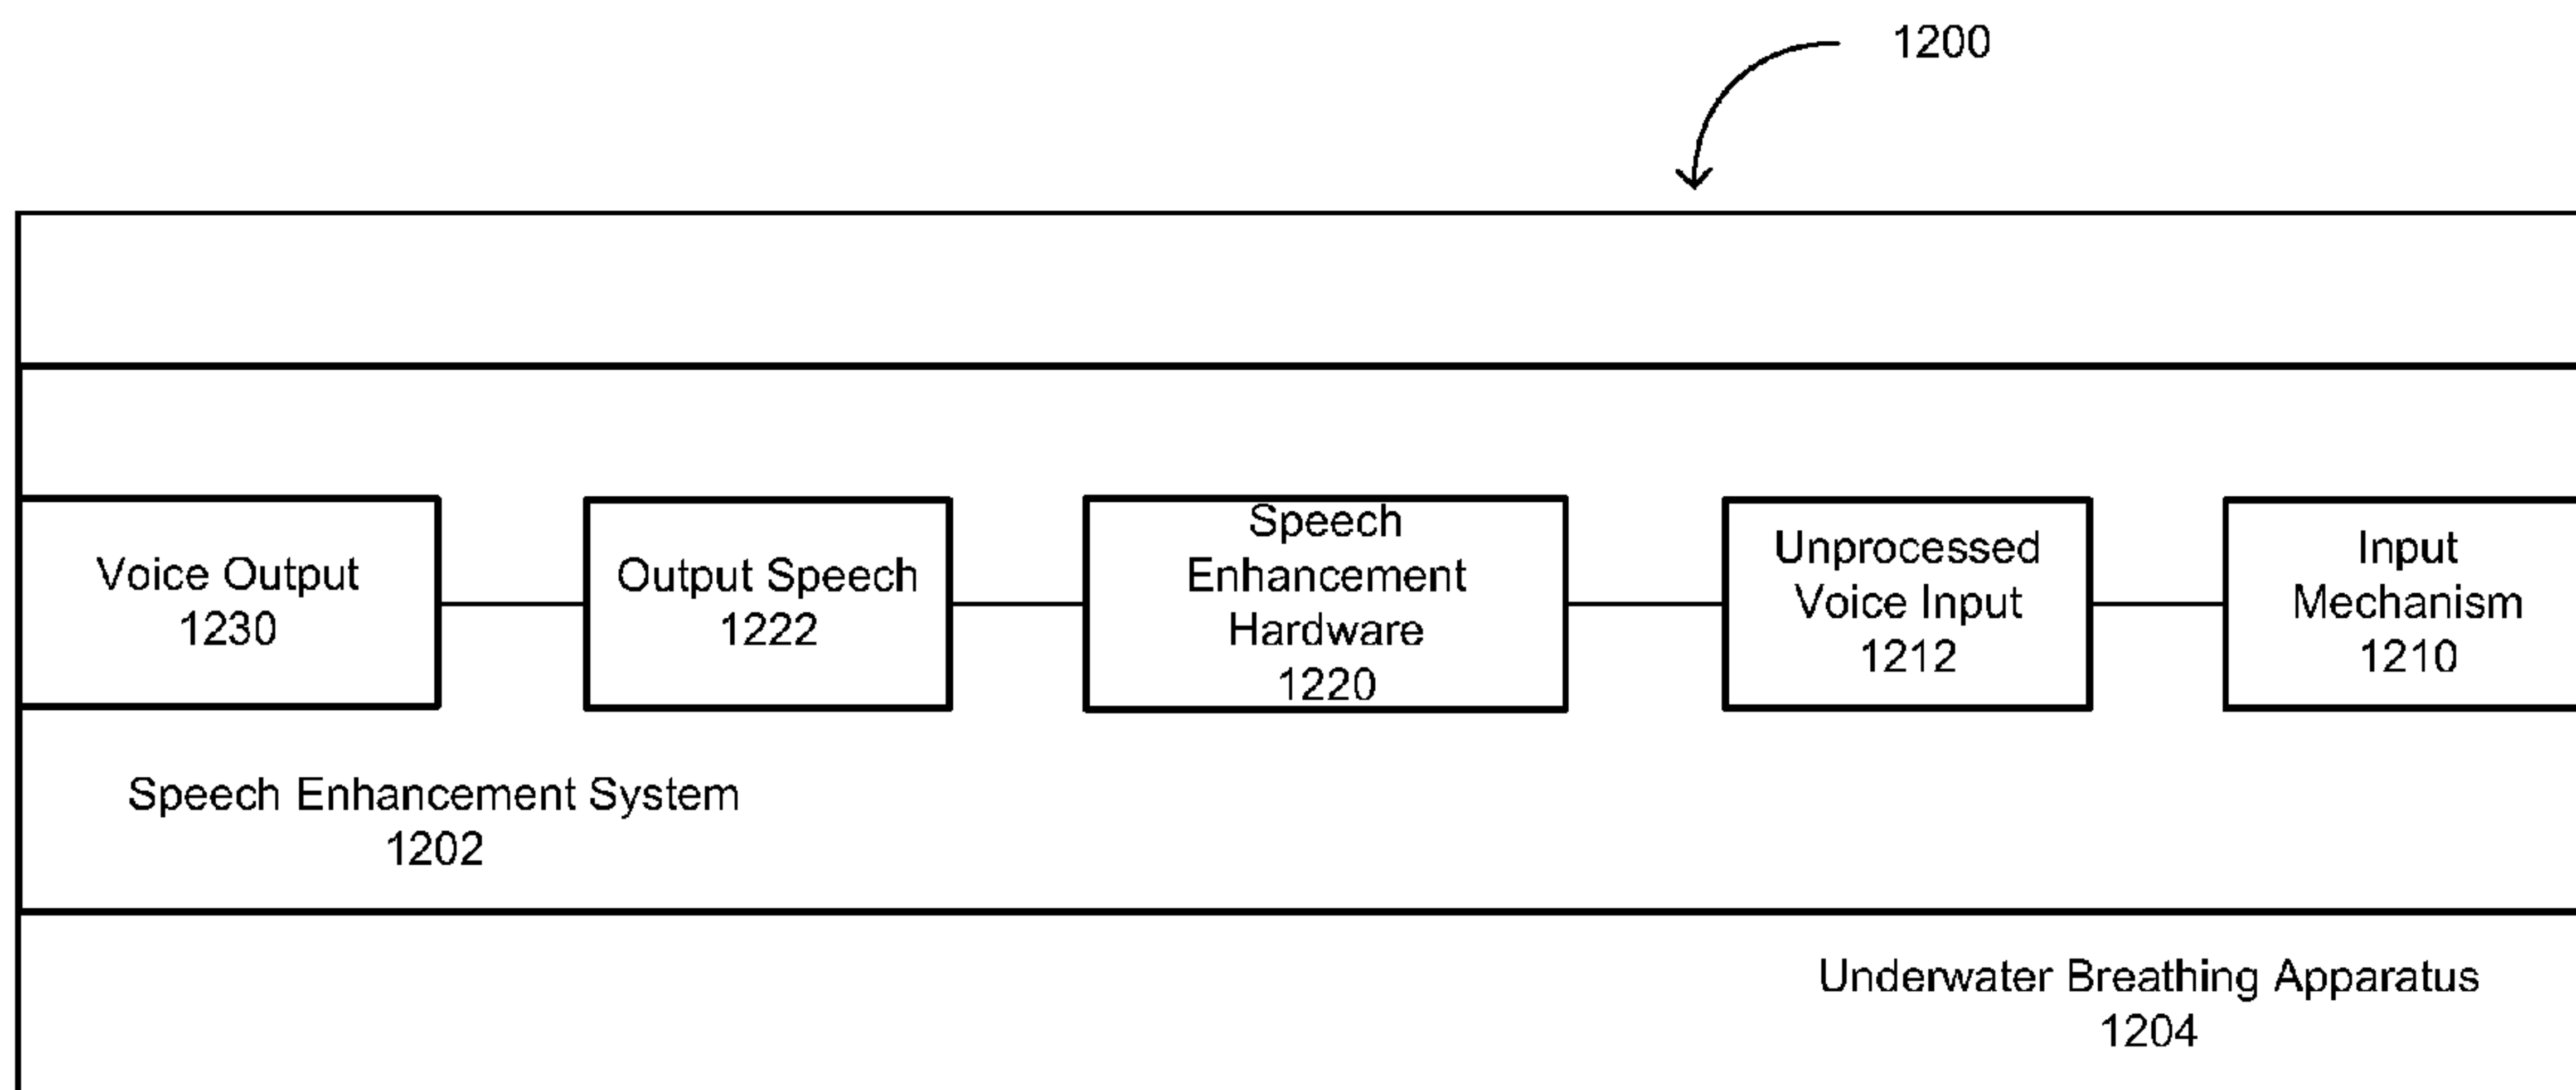 1200
Voice Output
1230
Output Speech
1222
Speech
Enhancement
Hardware
1220
Unprocessed
Voice Input
1212
Input
Mechanism
1210
Speech Enhancement System
1202
Underwater Breathing Apparatus
1204